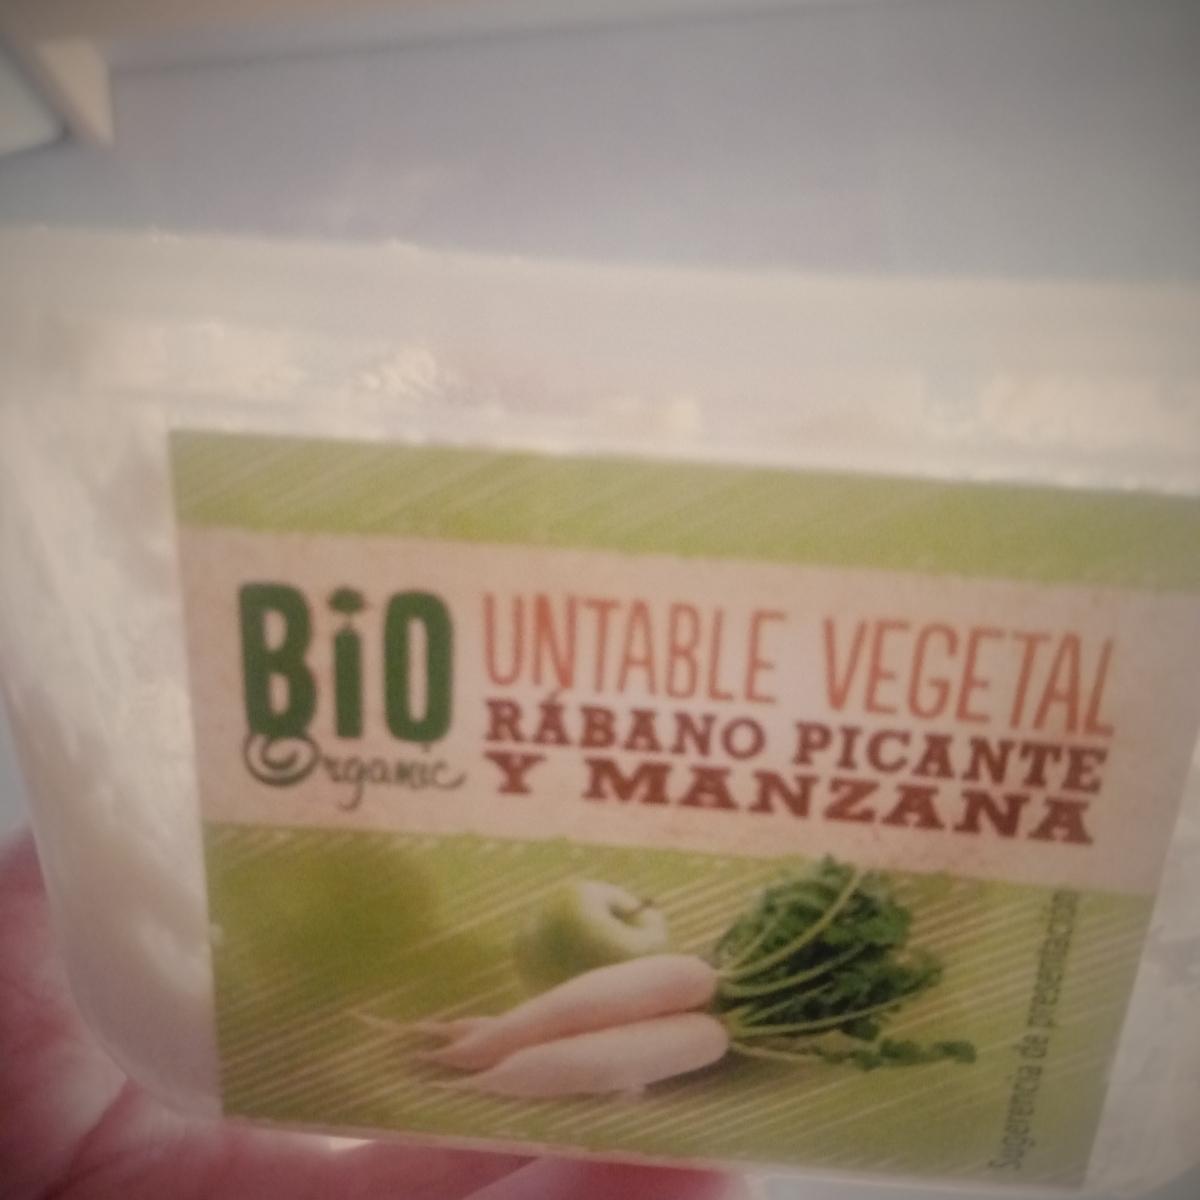 BiO
Organic
UNTABLE VEGETAL
RÁBANO PICANTE
Y MANZANA
Sugerencia de presentación